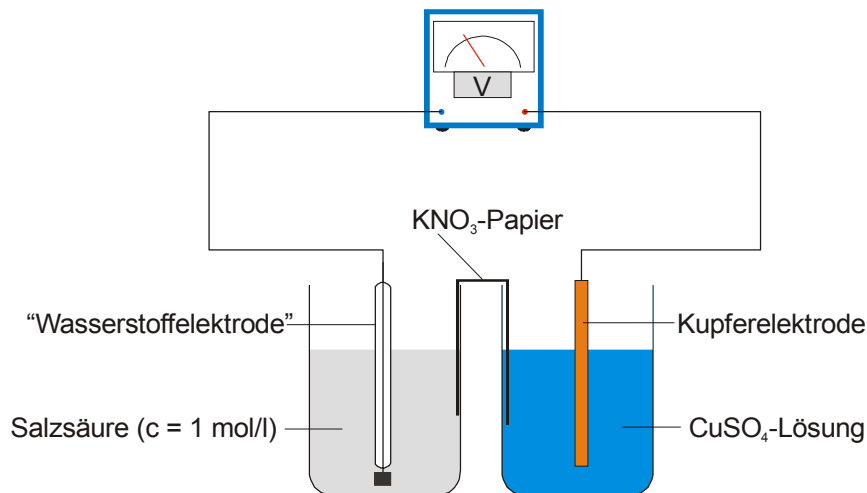 V
KNO₃-Papier
“Wasserstoffelektrode”
Kupferelektrode
Salzsäure (c = 1 mol/l)
CuSO₄-Lösung